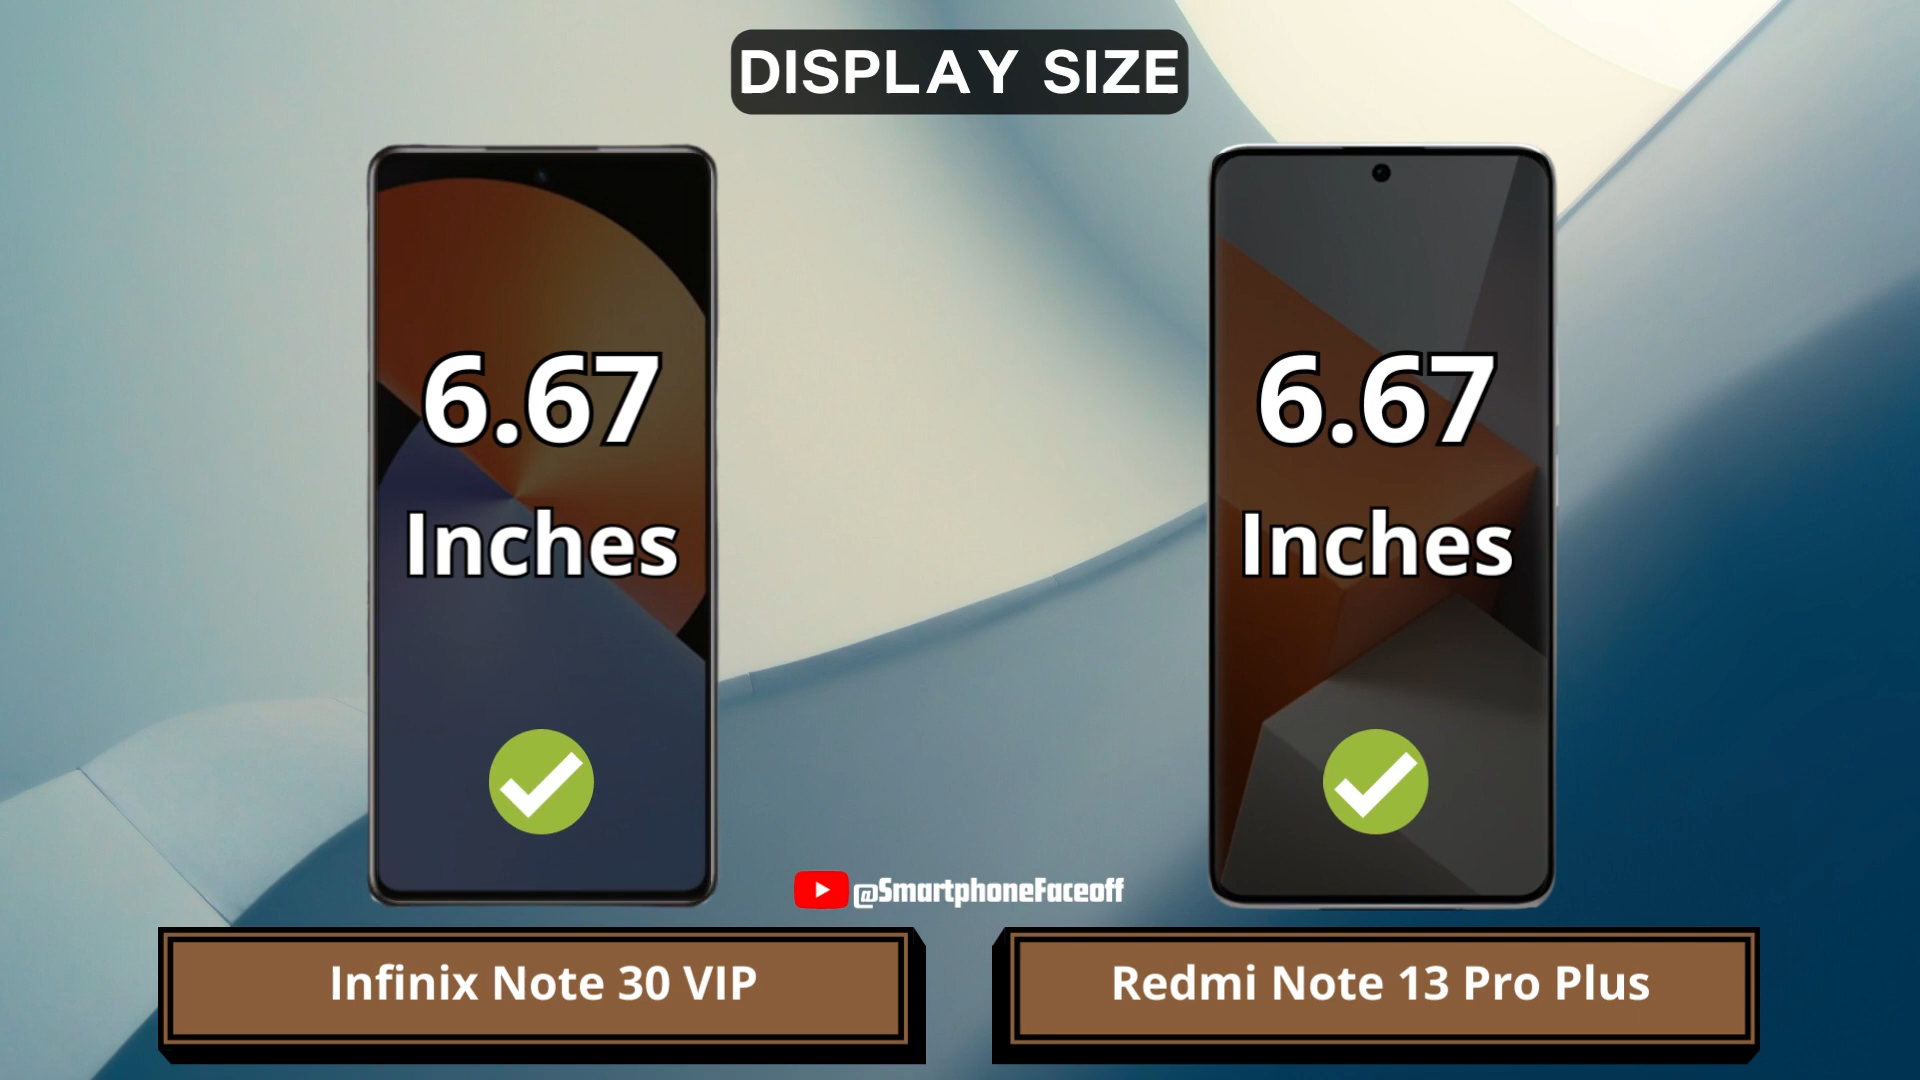 DISPLAY SIZE
6.67
Inches
6.67
Inches
@SmartphoneFaceoff
Infinix Note 30 VIP
Redmi Note 13 Pro Plus